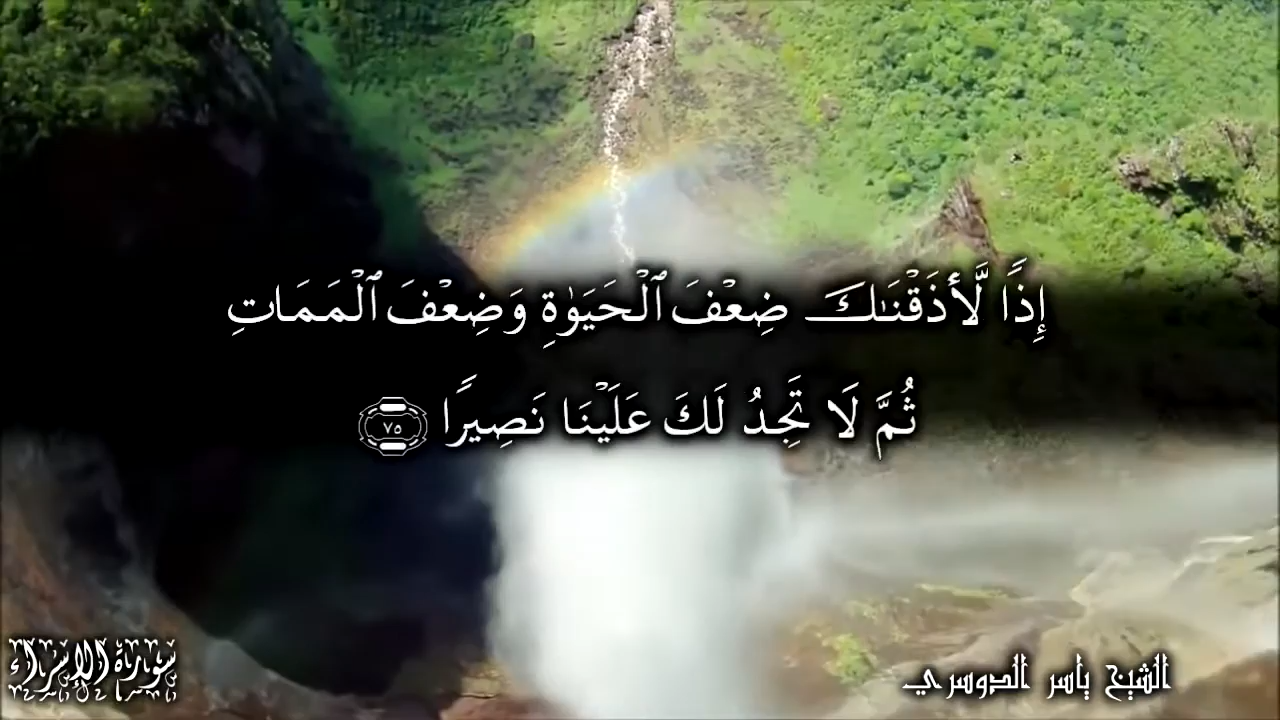 إِذًا لَّأَذَقْنَٰكَ ضِعْفَ ٱلْحَيَوٰةِ وَضِعْفَ ٱلْمَمَاتِ
ثُمَّ لَا تَجِدُ لَكَ عَلَيْنَا نَصِيرًا ٧٥
سورة الإسراء
الشيخ ياسر الدوسري